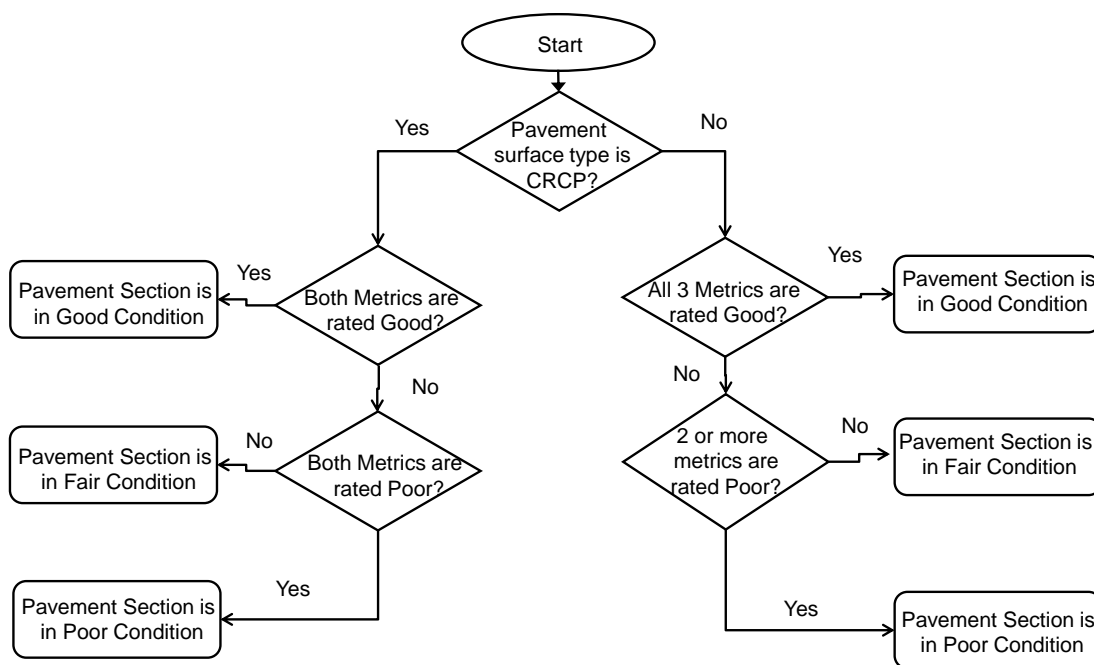 Start
Yes
No
Pavement
surface type is
CRCP?
Yes
Yes
Pavement Section is
in Good Condition
Both Metrics are
rated Good?
All 3 Metrics are
rated Good?
Pavement Section is
in Good Condition
No
No
No
No
Pavement Section is
in Fair Condition
Both Metrics are
rated Poor?
2 or more
metrics are
rated Poor?
Pavement Section is
in Fair Condition
Yes
Yes
Pavement Section is
in Poor Condition
Pavement Section is
in Poor Condition